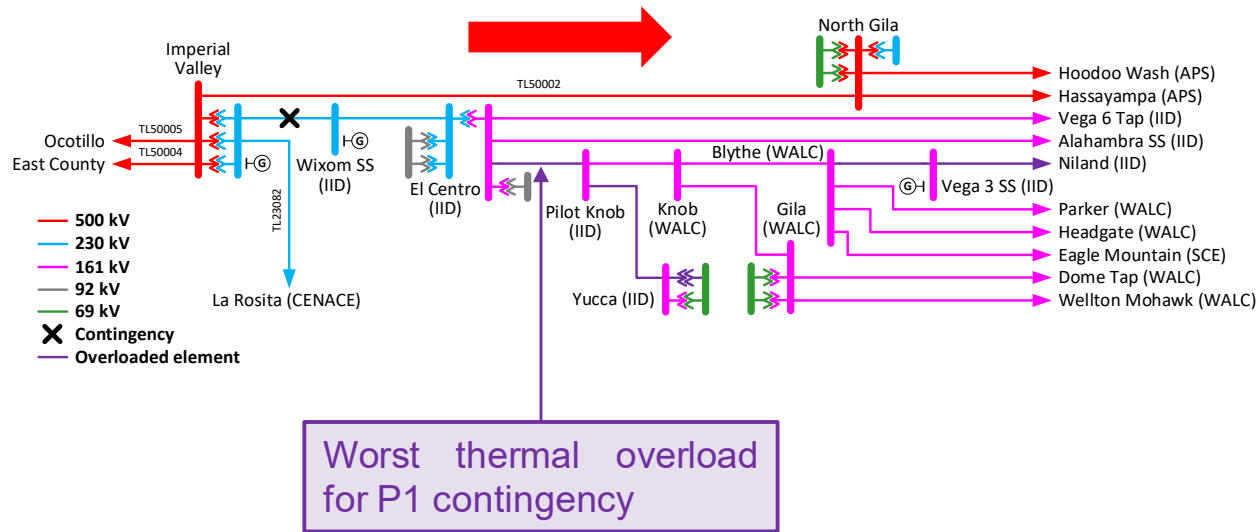 North Gila
Imperial
Valley
TL50002
Hoodoo Wash (APS)
Hassayampa (APS)
Vega 6 Tap (IID)
Ocotillo
TL50005
Alahambra SS (IID)
East County
TL50004
G
G
Wixom SS
(IID)
El Centro
(IID)
Blythe (WALC)
Niland (IID)
G
Vega 3 SS (IID)
TL23082
Pilot Knob
(IID)
Knob
(WALC)
Gila
(WALC)
Parker (WALC)
Headgate (WALC)
Eagle Mountain (SCE)
Dome Tap (WALC)
Wellton Mohawk (WALC)
Yucca (IID)
La Rosita (CENACE)
500 kV
230 kV
161 kV
92 kV
69 kV
Contingency
Overloaded element
Worst thermal overload
for P1 contingency